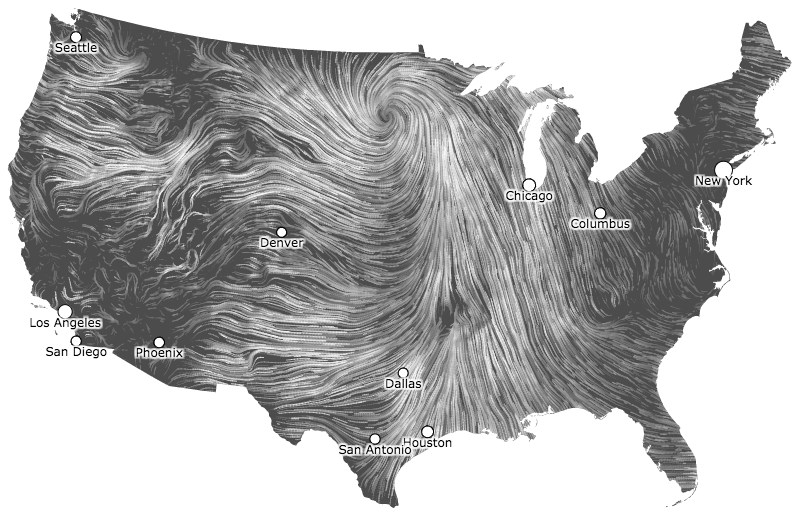 Seattle
New York
Chicago
Columbus
Denver
Los Angeles
San Diego
Phoenix
Dallas
Houston
San Antonio